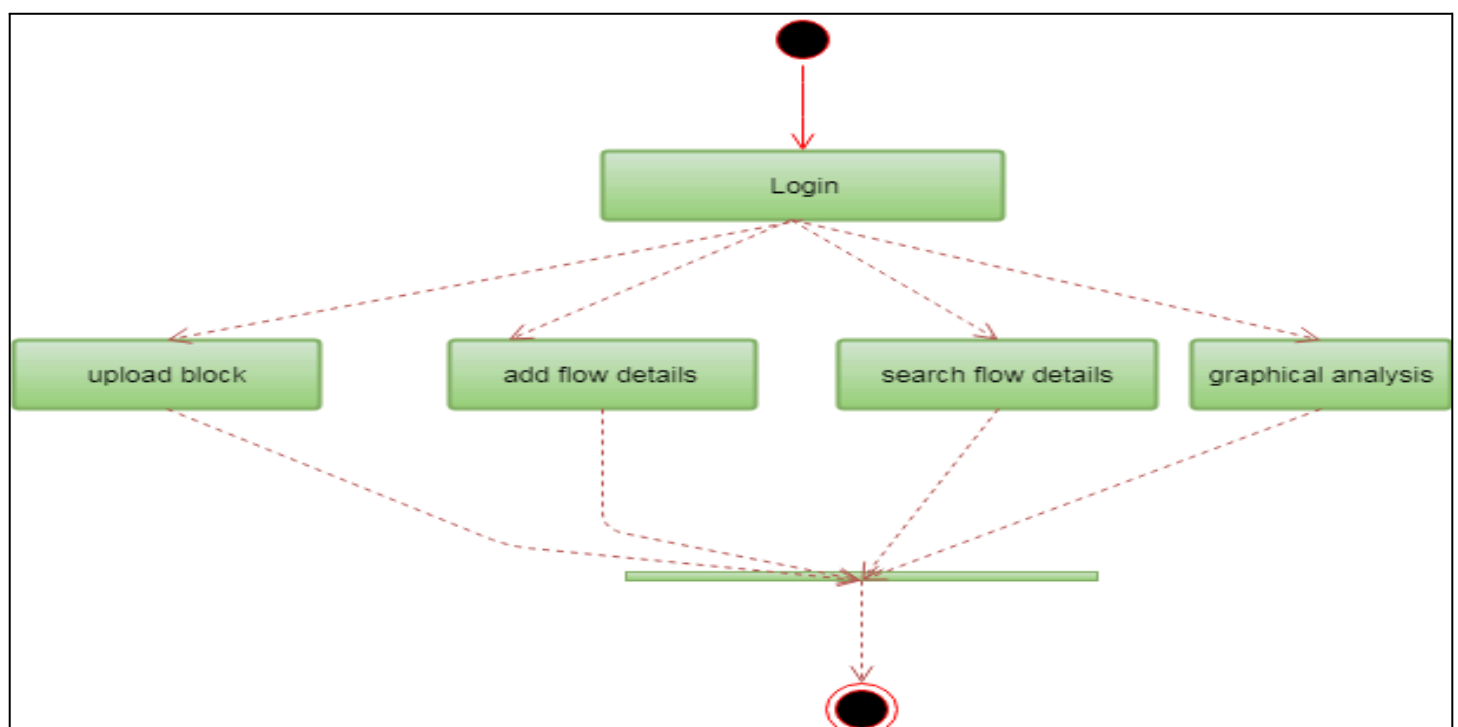 Login
upload block
add flow details
search flow details
graphical analysis